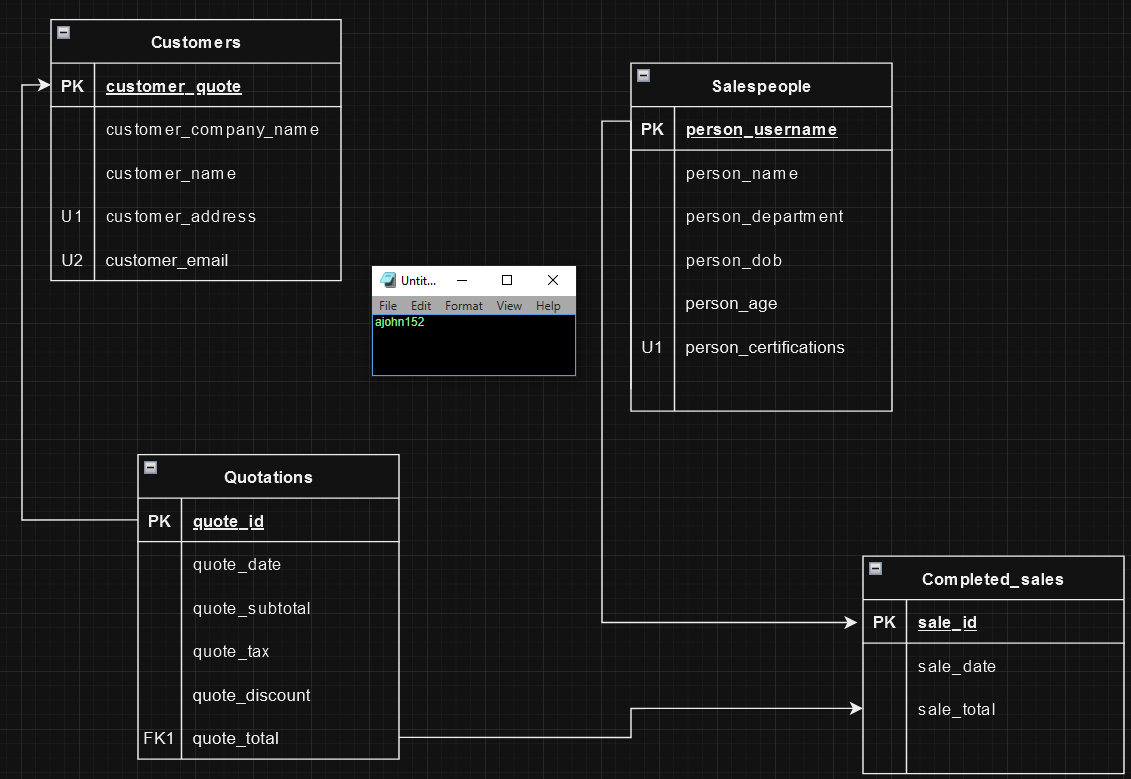 Customers
PK customer_quote
customer_company_name
customer_name
U1 customer_address
U2 customer_email
Salespeople
PK person_username
person_name
person_department
person_dob
person_age
U1 person_certifications
Untit...
File Edit Format View Help
ajohn152
Quotations
PK quote_id
quote_date
quote_subtotal
quote_tax
quote_discount
FK1 quote_total
Completed_sales
PK sale_id
sale_date
sale_total